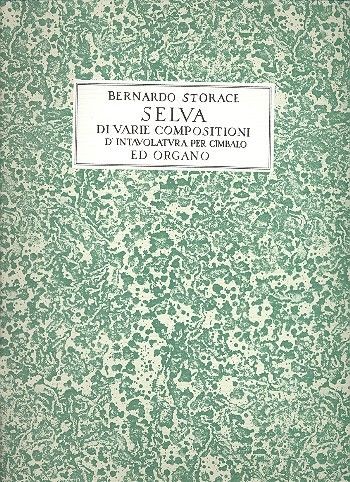 BERNARDO STORACE
SELVA
DI VARIE COMPOSITIONI
D'INTAVOLATVRA PER CIMBALO
ED ORGANO